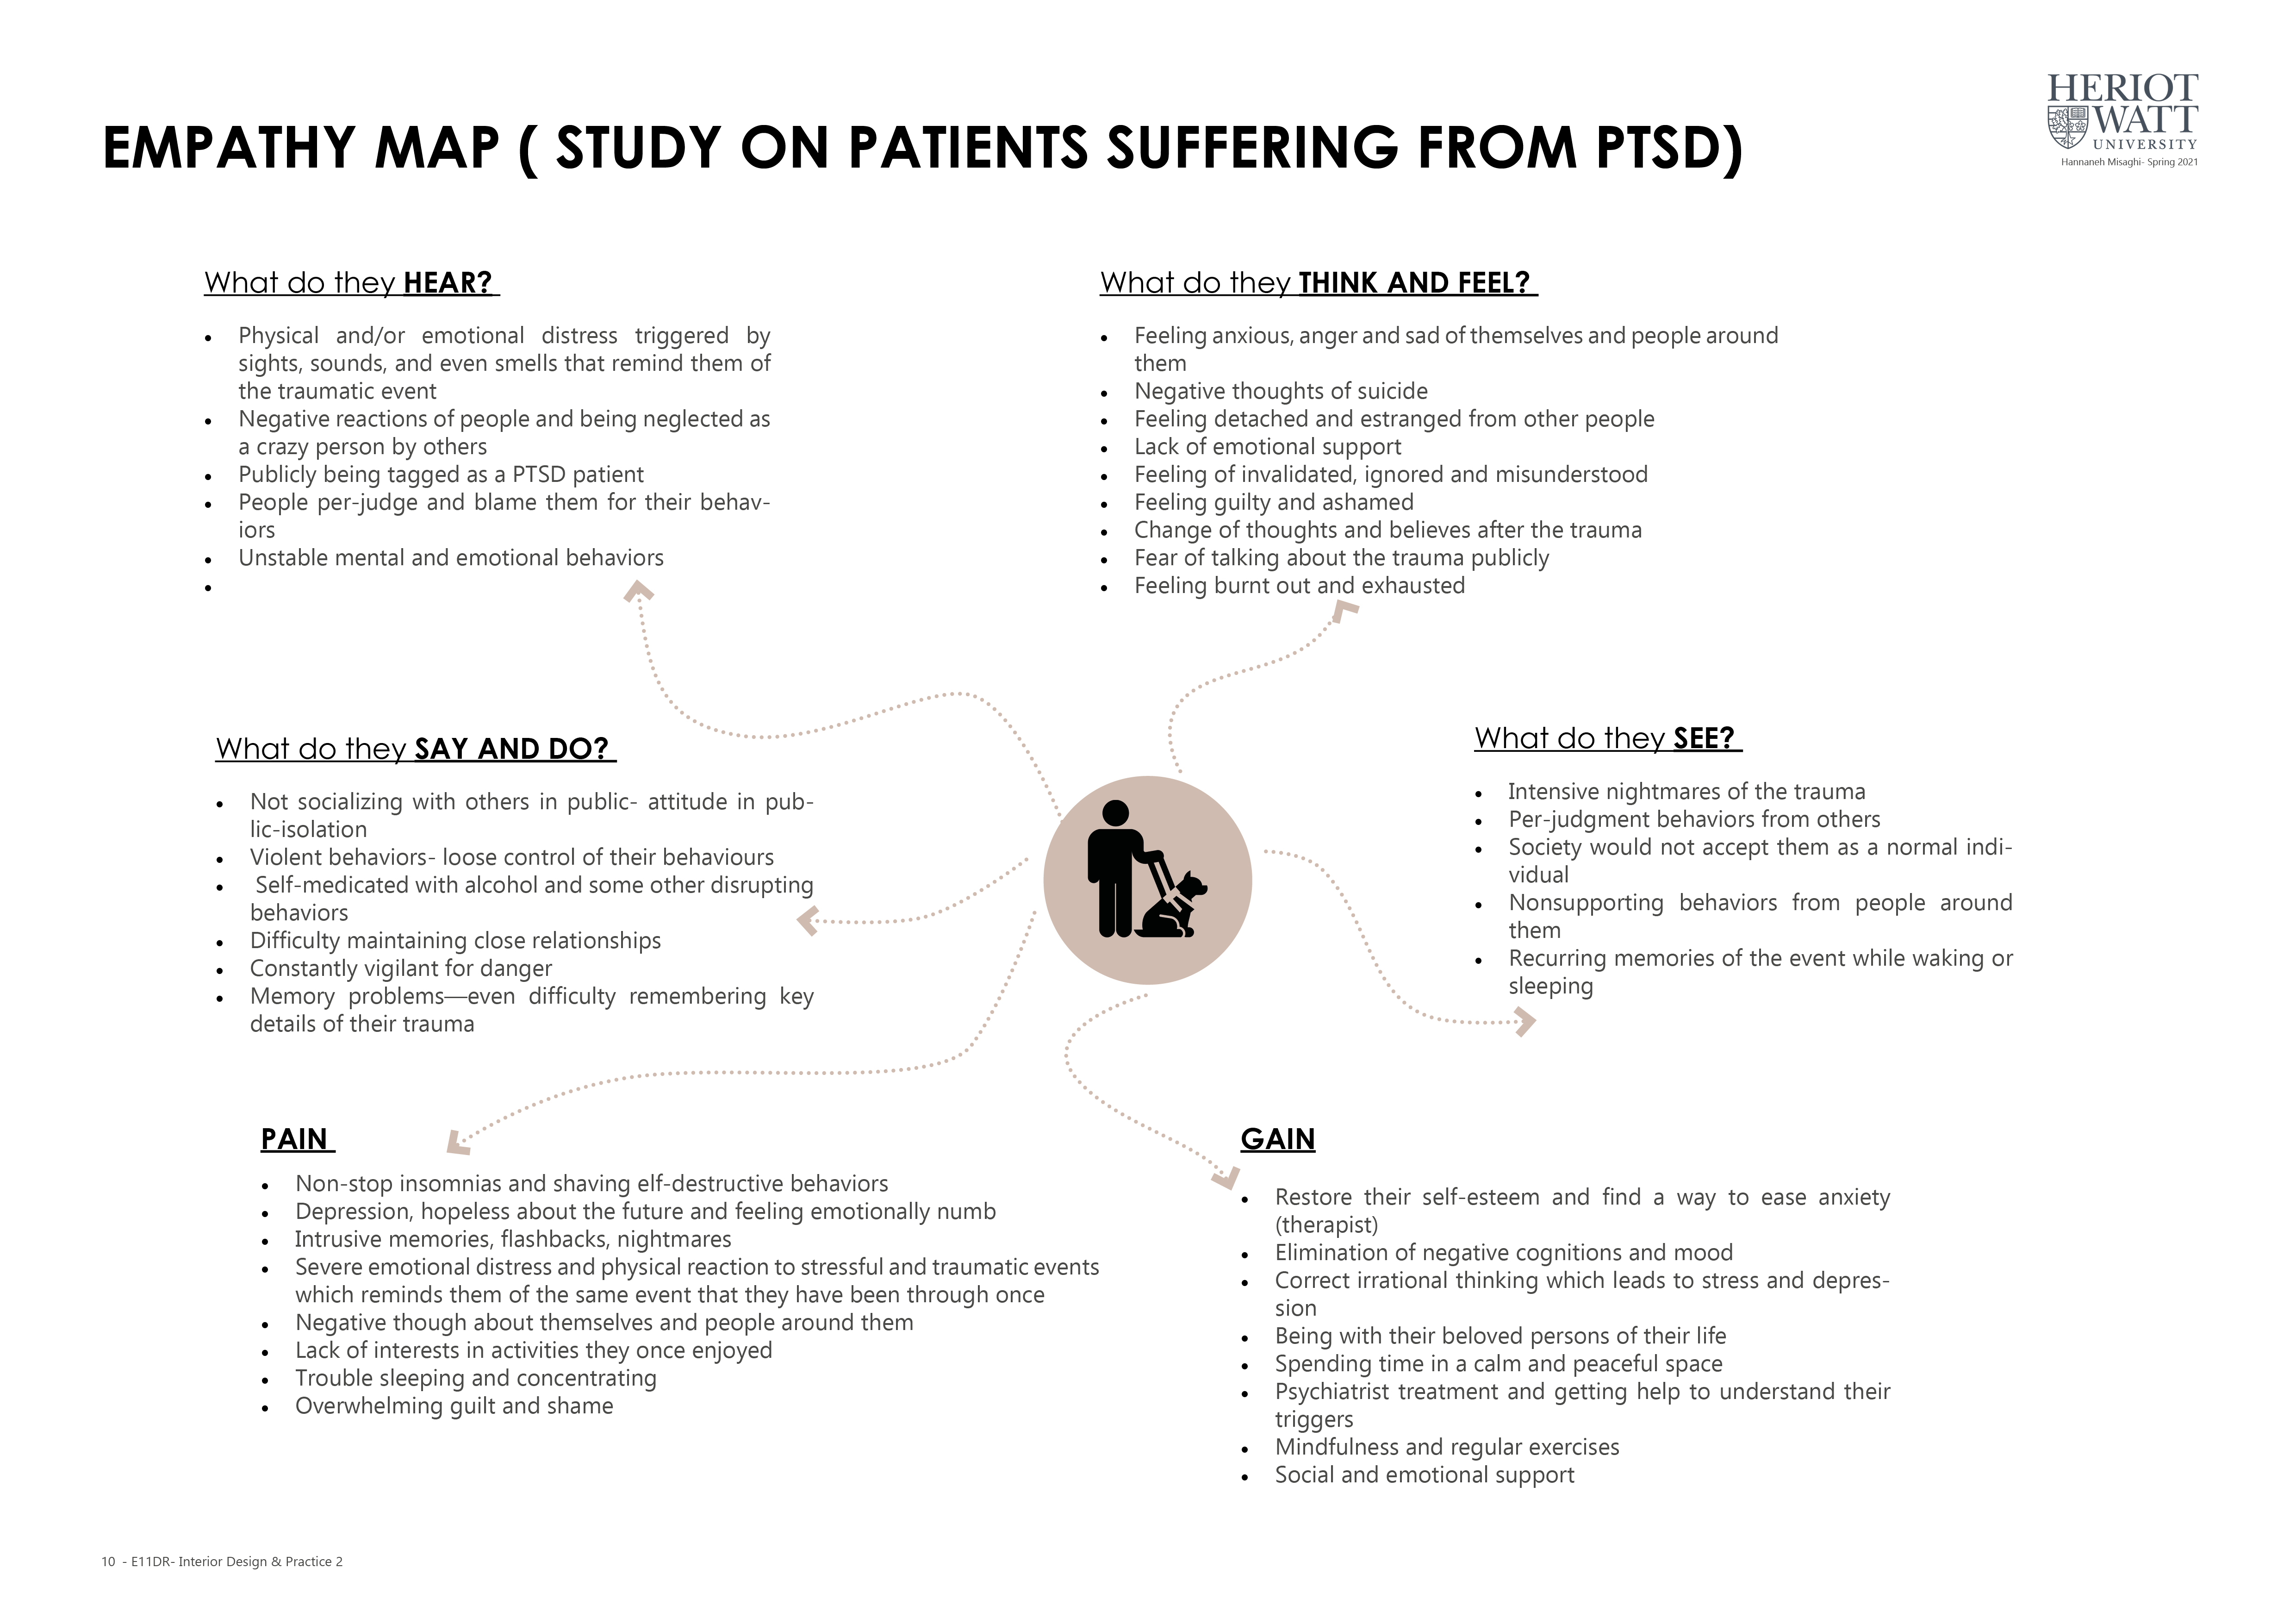 HERIOT
WATT
UNIVERSITY
Hannaneh Misaghi- Spring 2021
EMPATHY MAP ( STUDY ON PATIENTS SUFFERING FROM PTSD)
What do they HEAR?
• Physical and/or emotional distress triggered by
sights, sounds, and even smells that remind them of
the traumatic event
• Negative reactions of people and being neglected as
a crazy person by others
• Publicly being tagged as a PTSD patient
• People per-judge and blame them for their behav-
iors
• Unstable mental and emotional behaviors
•
What do they THINK AND FEEL?
• Feeling anxious, anger and sad of themselves and people around
them
• Negative thoughts of suicide
• Feeling detached and estranged from other people
• Lack of emotional support
• Feeling of invalidated, ignored and misunderstood
• Feeling guilty and ashamed
• Change of thoughts and believes after the trauma
• Fear of talking about the trauma publicly
• Feeling burnt out and exhausted
What do they SAY AND DO?
• Not socializing with others in public- attitude in pub-
lic-isolation
• Violent behaviors- loose control of their behaviours
• Self-medicated with alcohol and some other disrupting
behaviors
• Difficulty maintaining close relationships
• Constantly vigilant for danger
• Memory problems—even difficulty remembering key
details of their trauma
What do they SEE?
• Intensive nightmares of the trauma
• Per-judgment behaviors from others
• Society would not accept them as a normal indi-
vidual
• Nonsupporting behaviors from people around
them
• Recurring memories of the event while waking or
sleeping
PAIN
• Non-stop insomnias and shaving elf-destructive behaviors
• Depression, hopeless about the future and feeling emotionally numb
• Intrusive memories, flashbacks, nightmares
• Severe emotional distress and physical reaction to stressful and traumatic events
which reminds them of the same event that they have been through once
• Negative though about themselves and people around them
• Lack of interests in activities they once enjoyed
• Trouble sleeping and concentrating
• Overwhelming guilt and shame
GAIN
• Restore their self-esteem and find a way to ease anxiety
(therapist)
• Elimination of negative cognitions and mood
• Correct irrational thinking which leads to stress and depres-
sion
• Being with their beloved persons of their life
• Spending time in a calm and peaceful space
• Psychiatrist treatment and getting help to understand their
triggers
• Mindfulness and regular exercises
• Social and emotional support
10 - E11DR- Interior Design & Practice 2